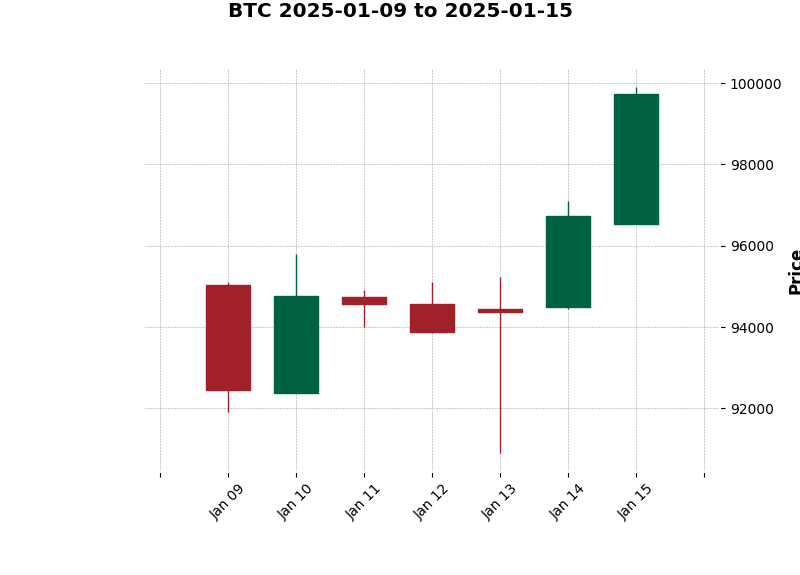 BTC 2025-01-09 to 2025-01-15
100000
98000
96000
94000
92000
Price
Jan 09
Jan 10
Jan 11
Jan 12
Jan 13
Jan 14
Jan 15